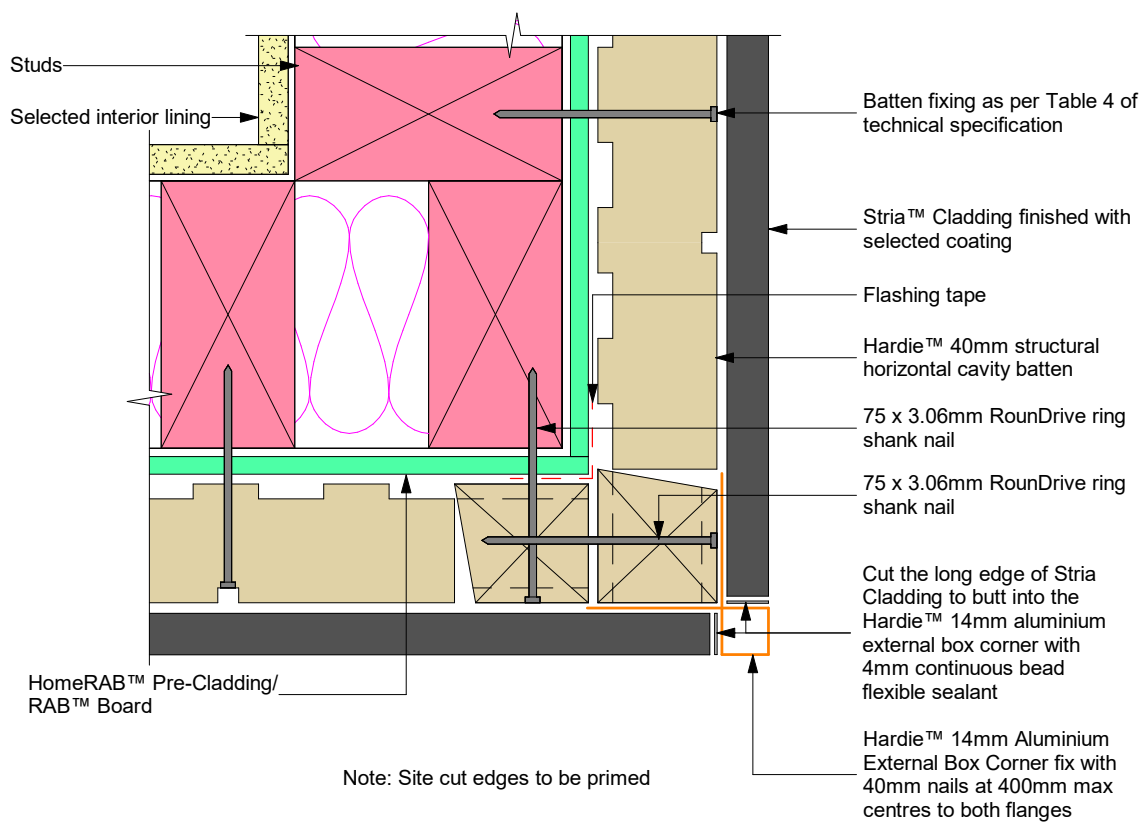 Studs
Selected interior lining
Batten fixing as per Table 4 of
technical specification
Stria™ Cladding finished with
selected coating
Flashing tape
Hardie™ 40mm structural
horizontal cavity batten
75 x 3.06mm RounDrive ring
shank nail
75 x 3.06mm RounDrive ring
shank nail
Cut the long edge of Stria
Cladding to butt into the
Hardie™ 14mm aluminium
external box corner with
4mm continuous bead
flexible sealant
HomeRAB™ Pre-Cladding/
RAB™ Board
Hardie™ 14mm Aluminium
External Box Corner fix with
40mm nails at 400mm max
centres to both flanges
Note: Site cut edges to be primed